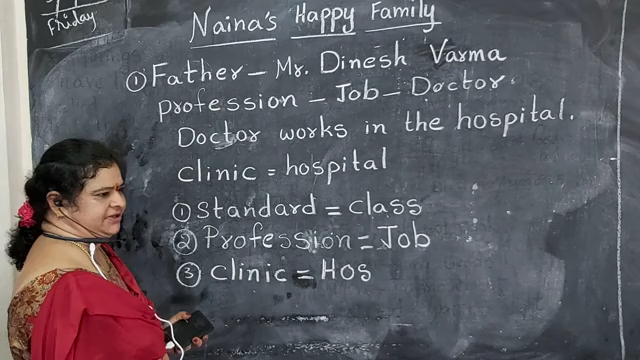 Friday
Naina's Happy Family
① Father – Mr. Dinesh Varma
Profession – Job – Doctor.
Doctor works in the hospital.
Clinic = hospital
① Standard = class
② Profession = Job
③ Clinic = Hos